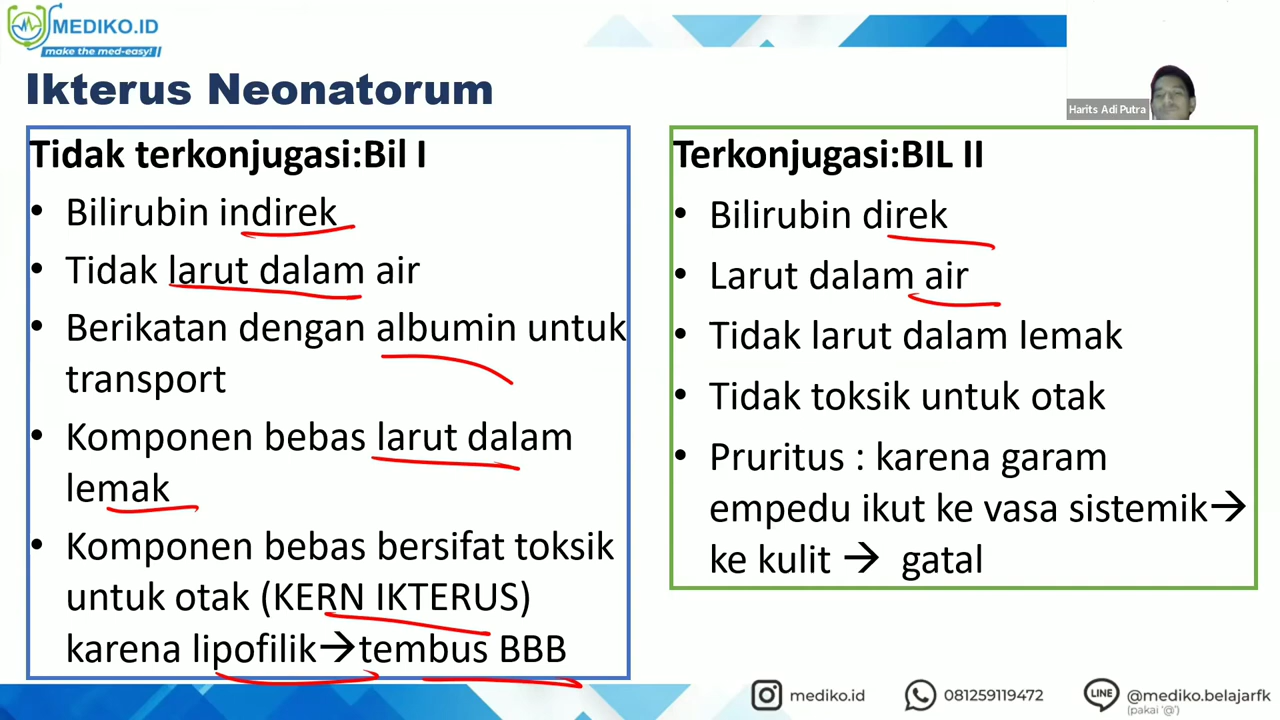 MEDIKO.ID
make the med-easy!
Harits Adi Putra
Ikterus Neonatorum
Tidak terkonjugasi:Bil I
• Bilirubin indirek
• Tidak larut dalam air
• Berikatan dengan albumin untuk
transport
• Komponen bebas larut dalam
lemak
• Komponen bebas bersifat toksik
untuk otak (KERN IKTERUS)
karena lipofilik→tembus BBB
Terkonjugasi:BIL II
• Bilirubin direk
• Larut dalam air
• Tidak larut dalam lemak
• Tidak toksik untuk otak
• Pruritus : karena garam
empedu ikut ke vasa sistemik→
ke kulit → gatal
mediko.id
081259119472
LINE
@mediko.belajarfk
(pakai '@')